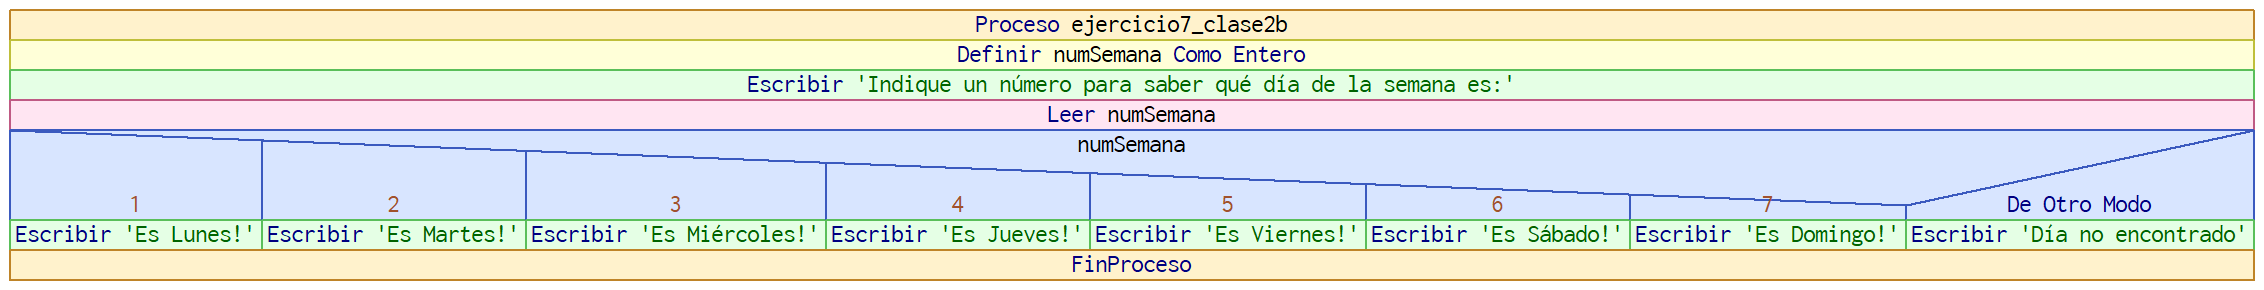 Proceso ejercicio7_clase2b
Definir numSemana Como Entero
Escribir 'Indique un número para saber qué día de la semana es:'
Leer numSemana
numSemana
1 2 3 4 5 6 7 De Otro Modo
Escribir 'Es Lunes!' Escribir 'Es Martes!' Escribir 'Es Miércoles!' Escribir 'Es Jueves!' Escribir 'Es Viernes!' Escribir 'Es Sábado!' Escribir 'Es Domingo!' Escribir 'Día no encontrado'
FinProceso